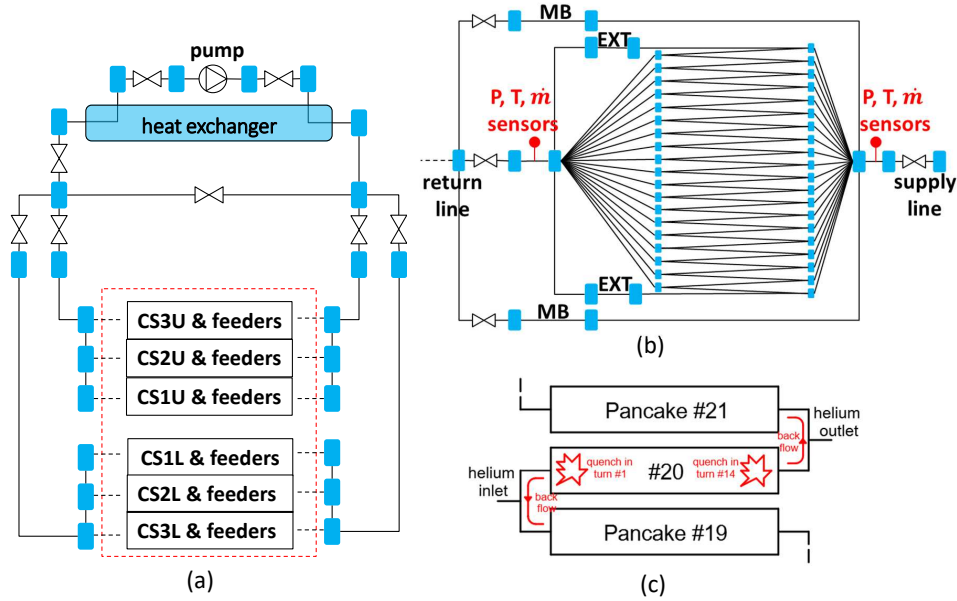 pump
heat exchanger
CS3U & feeders
CS2U & feeders
CS1U & feeders
CS1L & feeders
CS2L & feeders
CS3L & feeders
(a)
MB
EXT
P, T, ṁ
sensors
P, T, ṁ
sensors
return
line
supply
line
EXT
MB
(b)
Pancake #21
helium
outlet
back
flow
quench in
turn #1
#20
quench in
turn #14
helium
inlet
back
flow
Pancake #19
(c)